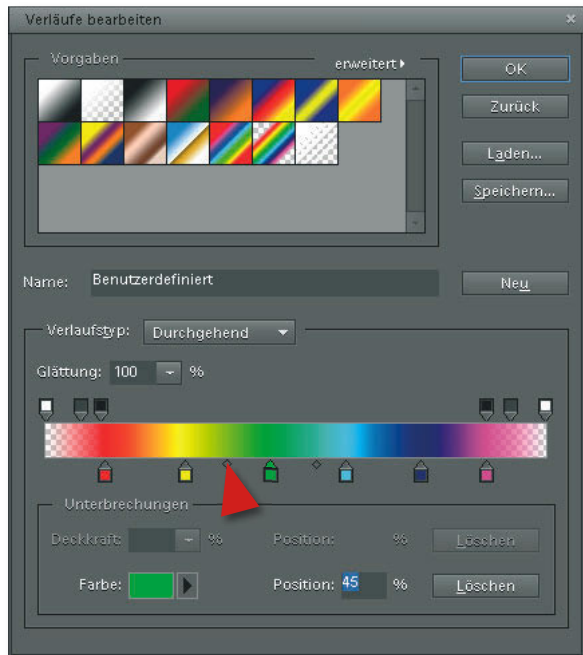 Verläufe bearbeiten
Vorgaben
erweitert
OK
Zurück
Laden...
Speichern...
Name: Benutzerdefiniert
Neu
Verlaufstyp: Durchgehend
Glättung: 100 %
Unterbrechungen
Deckkraft: % Position: % Löschen
Farbe: Position: 45 % Löschen